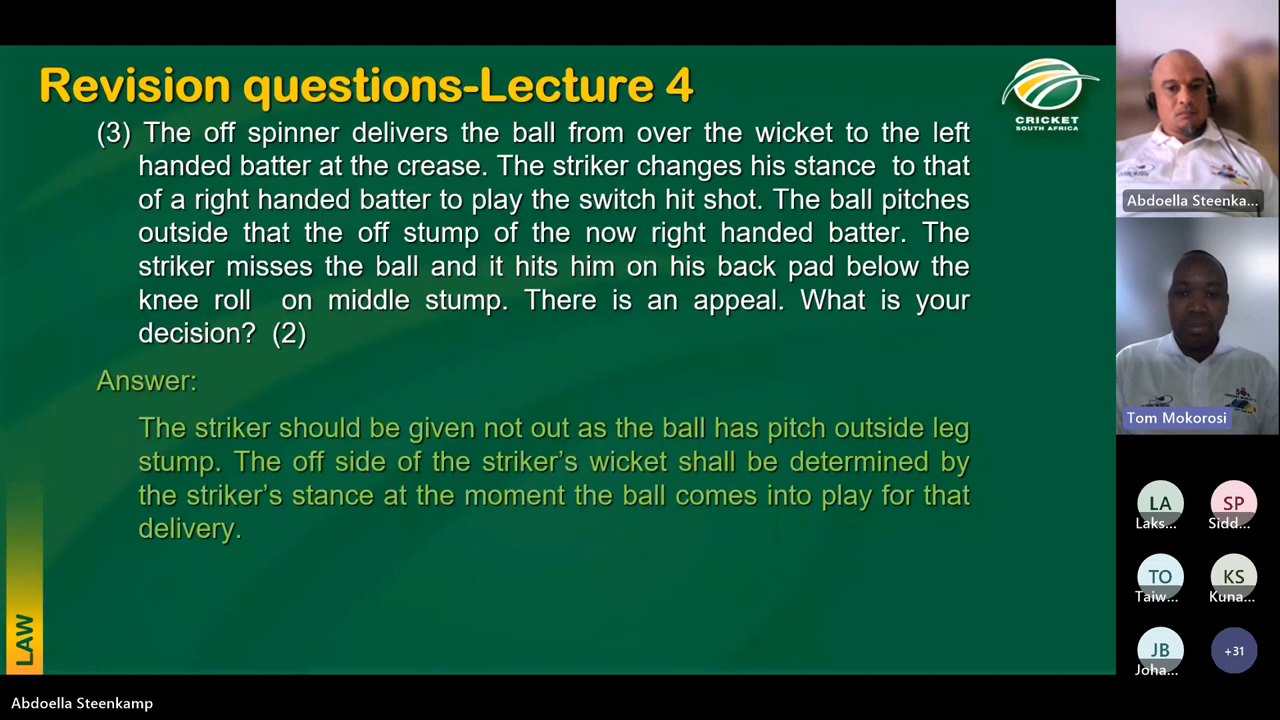 Revision questions-Lecture 4
CRICKET
SOUTH AFRICA
(3) The off spinner delivers the ball from over the wicket to the left
handed batter at the crease. The striker changes his stance to that
of a right handed batter to play the switch hit shot. The ball pitches
outside that the off stump of the now right handed batter. The
striker misses the ball and it hits him on his back pad below the
knee roll on middle stump. There is an appeal. What is your
decision? (2)
Answer:
The striker should be given not out as the ball has pitch outside leg
stump. The off side of the striker's wicket shall be determined by
the striker's stance at the moment the ball comes into play for that
delivery.
LAW
Abdoella Steenkamp
Abdoella Steenka...
Tom Mokorosi
LA
Laks...
SP
Sidd...
TO
Taiw...
KS
Kuna...
JB
Joha...
+31